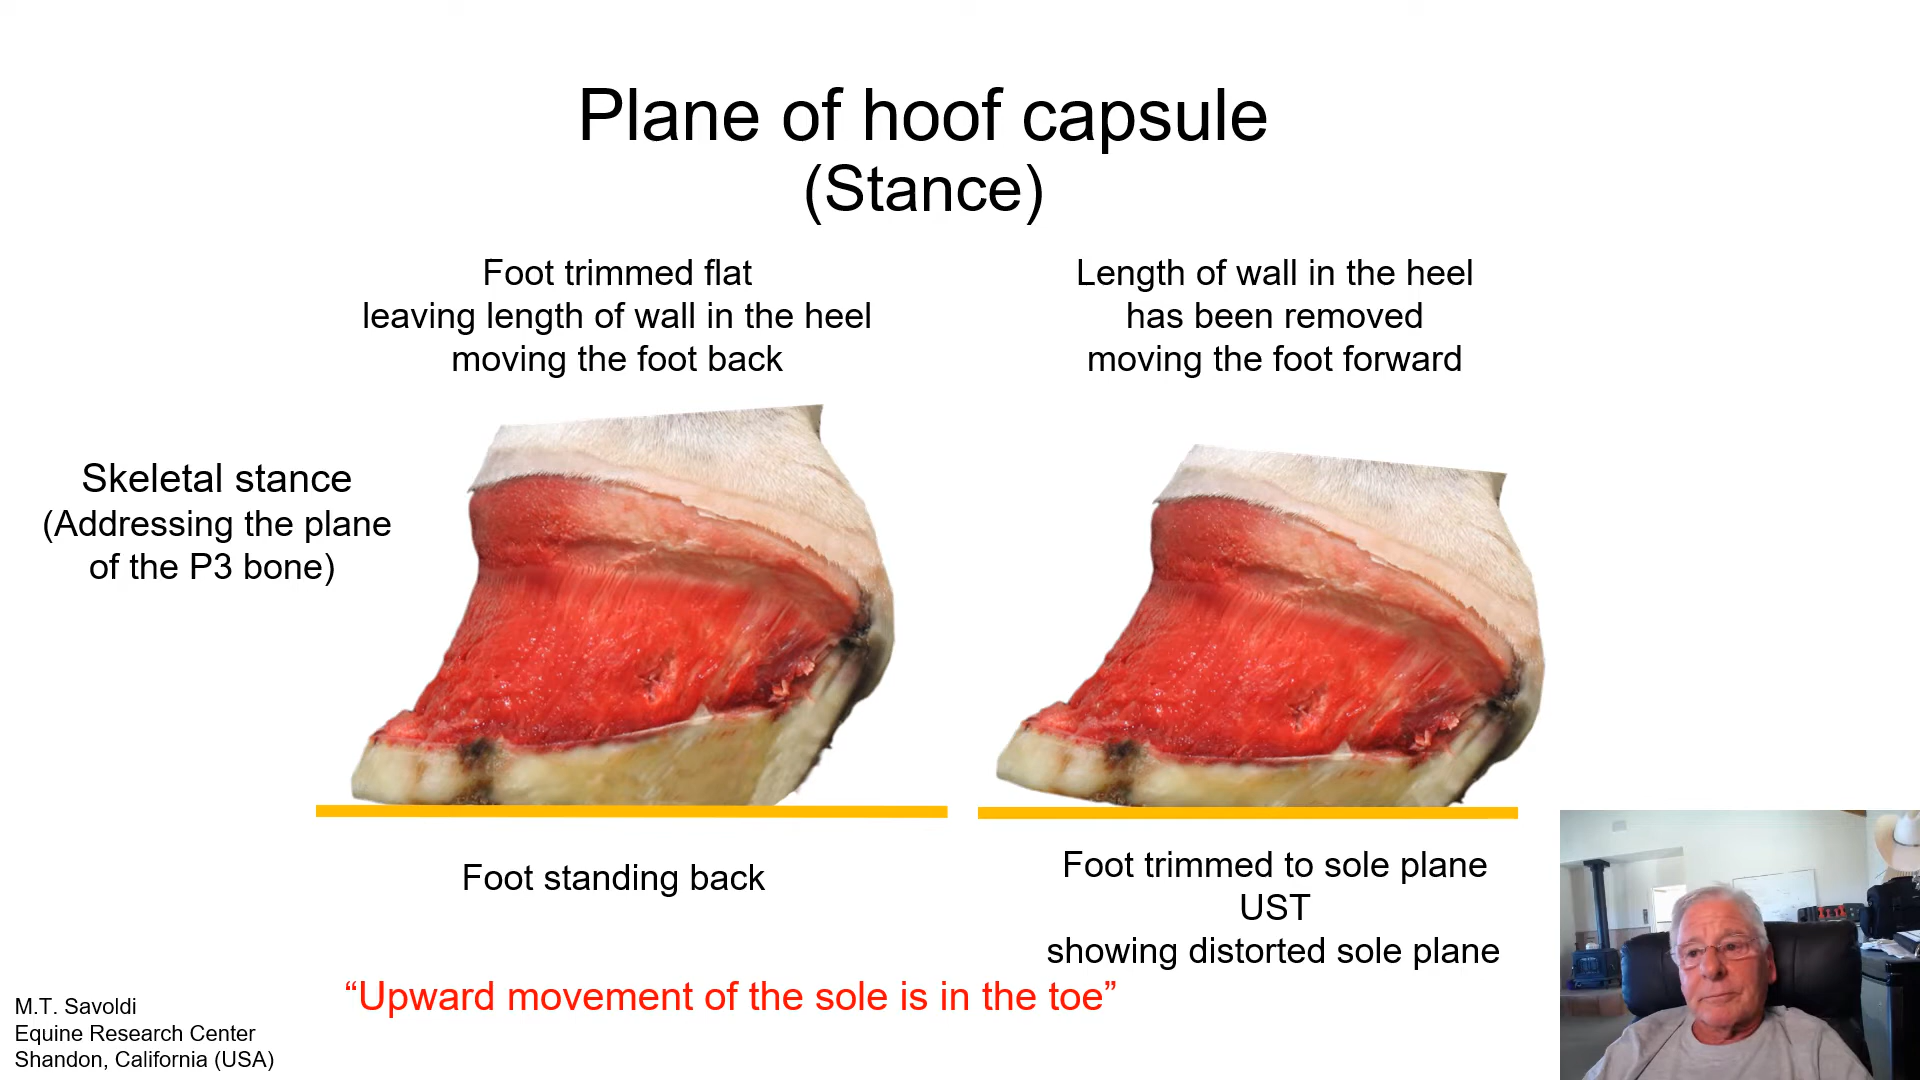 Plane of hoof capsule
(Stance)
Foot trimmed flat
leaving length of wall in the heel
moving the foot back
Length of wall in the heel
has been removed
moving the foot forward
Skeletal stance
(Addressing the plane
of the P3 bone)
Foot standing back
Foot trimmed to sole plane
UST
showing distorted sole plane
“Upward movement of the sole is in the toe”
M.T. Savoldi
Equine Research Center
Shandon, California (USA)